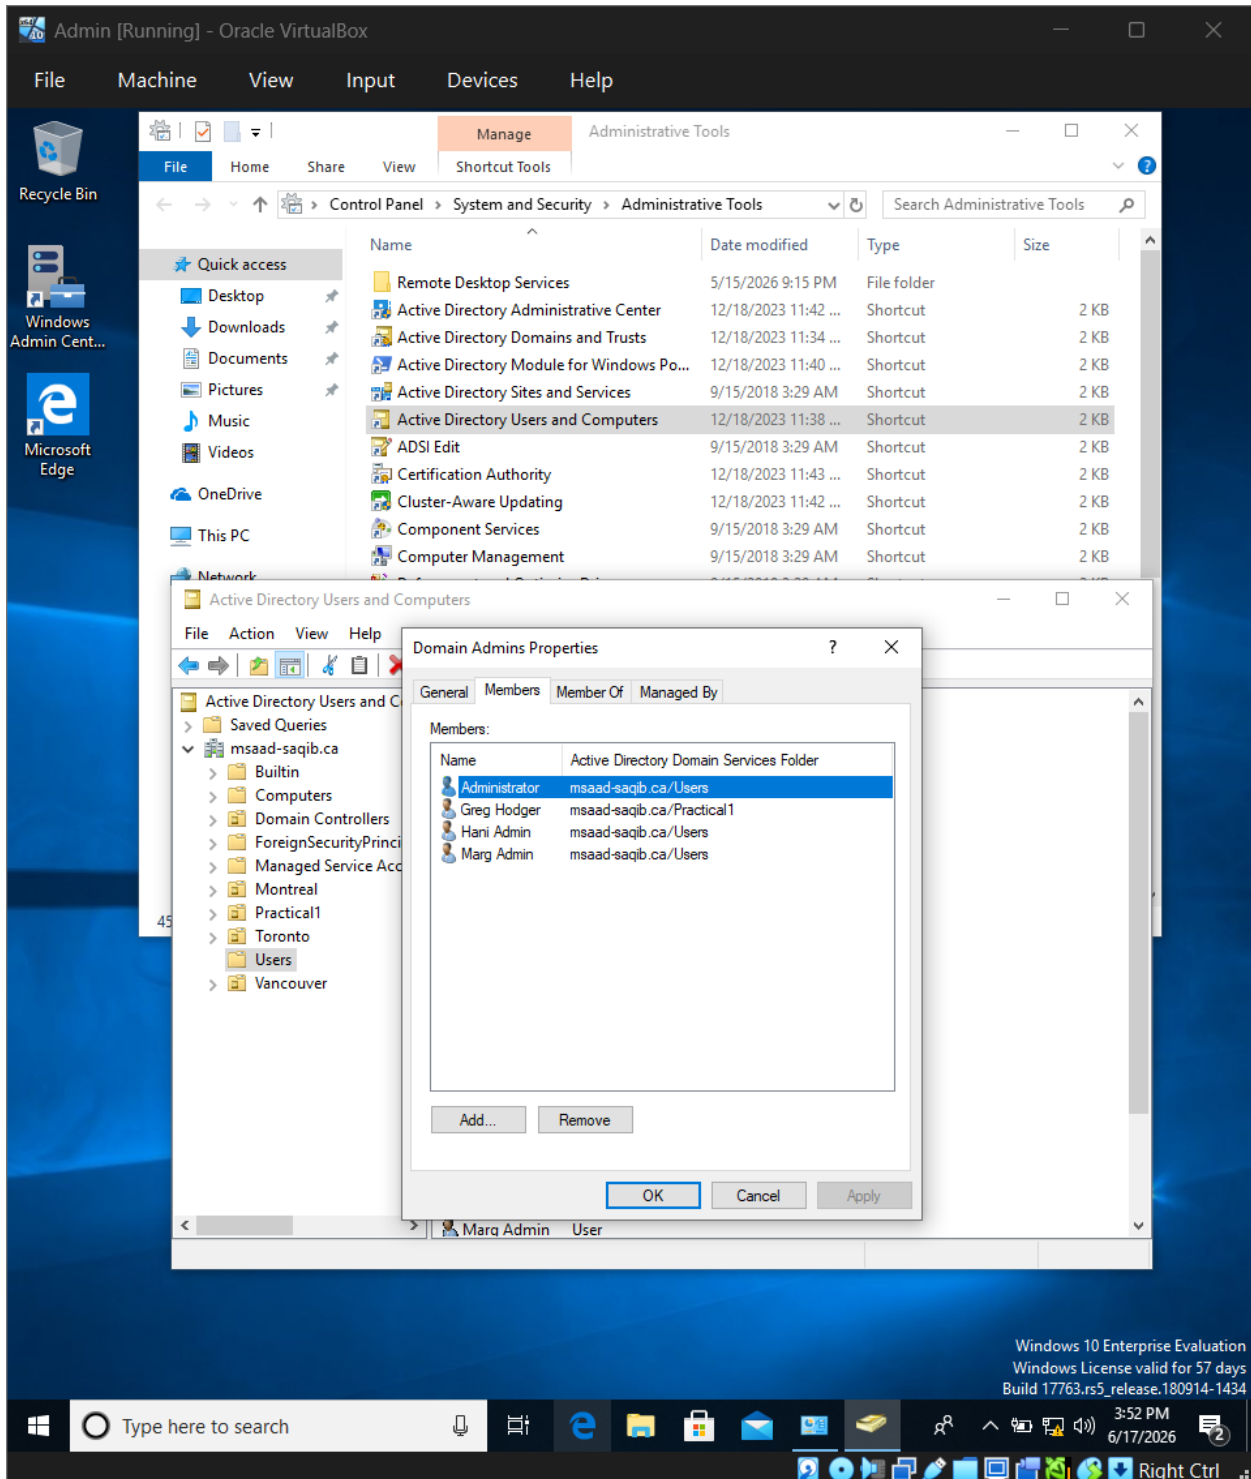 Admin [Running] - Oracle VirtualBox
File Machine View Input Devices Help
Recycle Bin
Windows
Admin Cent...
Microsoft
Edge
Manage Administrative Tools
File Home Share View Shortcut Tools
Control Panel › System and Security › Administrative Tools Search Administrative Tools
Name Date modified Type Size
Quick access
Desktop
Downloads
Documents
Pictures
Music
Videos
OneDrive
This PC
Network
Remote Desktop Services 5/15/2026 9:15 PM File folder
Active Directory Administrative Center 12/18/2023 11:42 ... Shortcut 2 KB
Active Directory Domains and Trusts 12/18/2023 11:34 ... Shortcut 2 KB
Active Directory Module for Windows Po... 12/18/2023 11:40 ... Shortcut 2 KB
Active Directory Sites and Services 9/15/2018 3:29 AM Shortcut 2 KB
Active Directory Users and Computers 12/18/2023 11:38 ... Shortcut 2 KB
ADSI Edit 9/15/2018 3:29 AM Shortcut 2 KB
Certification Authority 12/18/2023 11:43 ... Shortcut 2 KB
Cluster-Aware Updating 12/18/2023 11:42 ... Shortcut 2 KB
Component Services 9/15/2018 3:29 AM Shortcut 2 KB
Computer Management 9/15/2018 3:29 AM Shortcut 2 KB
45
Active Directory Users and Computers
File Action View Help
Active Directory Users and C
Saved Queries
msaad-saqib.ca
Builtin
Computers
Domain Controllers
ForeignSecurityPrinci
Managed Service Acc
Montreal
Practical1
Toronto
Users
Vancouver
Domain Admins Properties ?
General Members Member Of Managed By
Members:
Name Active Directory Domain Services Folder
Administrator msaad-saqib.ca/Users
Greg Hodger msaad-saqib.ca/Practical1
Hani Admin msaad-saqib.ca/Users
Marg Admin msaad-saqib.ca/Users
Add... Remove
OK Cancel Apply
Marg Admin User
Windows 10 Enterprise Evaluation
Windows License valid for 57 days
Build 17763.rs5_release.180914-1434
Type here to search
3:52 PM
6/17/2026
2
Right Ctrl